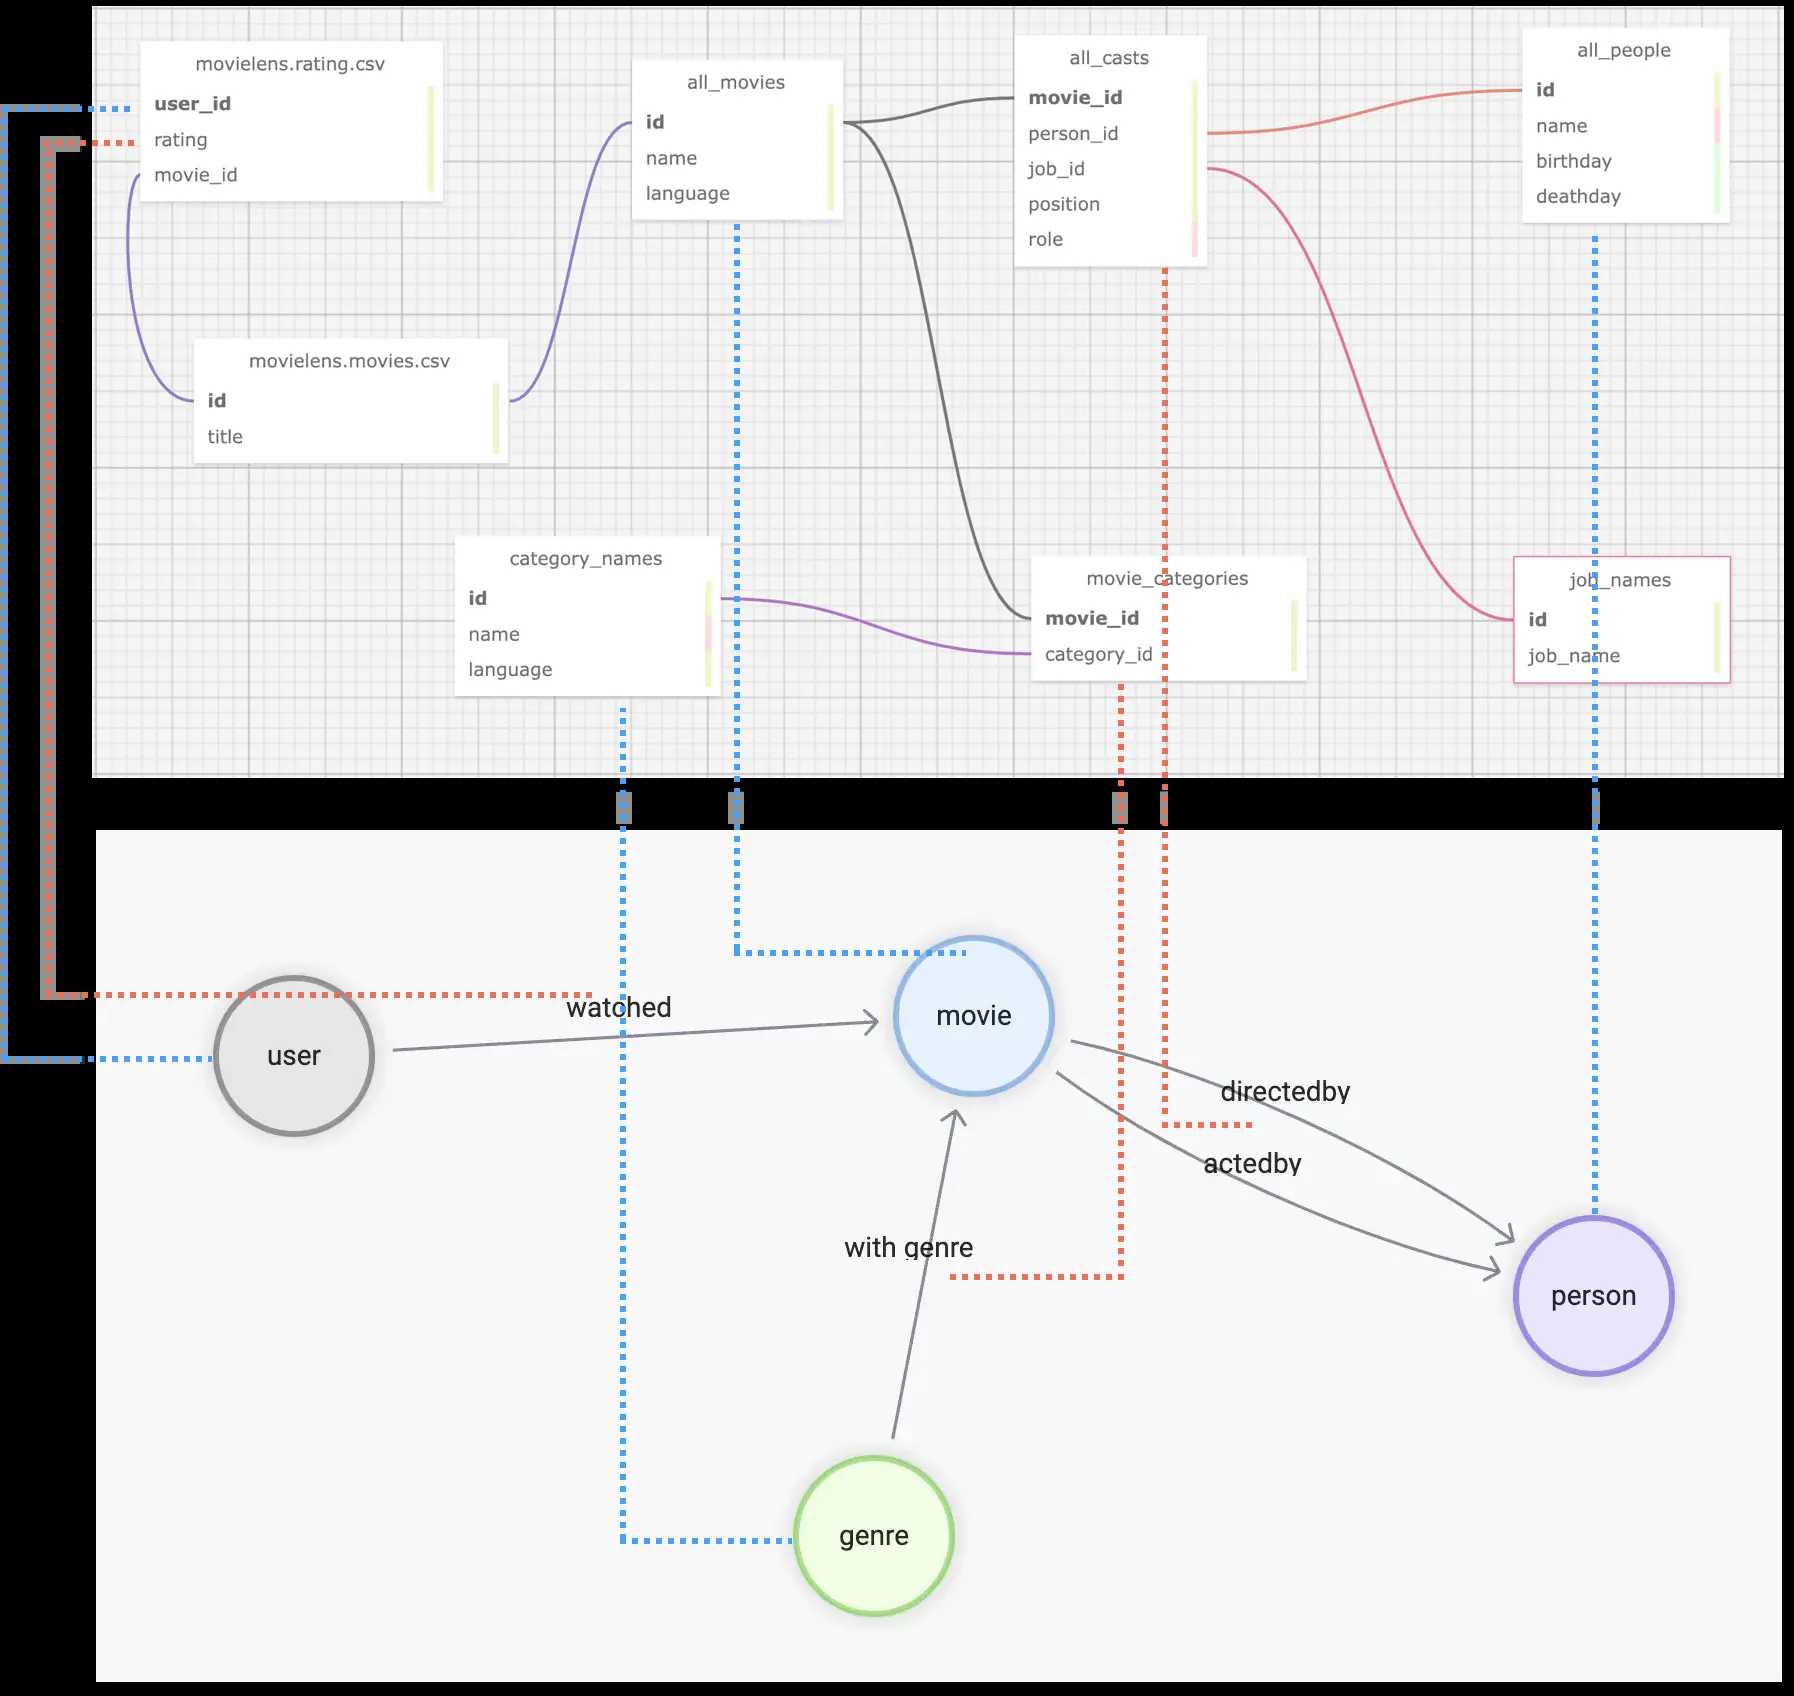 movielens.rating.csv
user_id
rating
movie_id
all_movies
id
name
language
all_casts
movie_id
person_id
job_id
position
role
all_people
id
name
birthday
deathday
movielens.movies.csv
id
title
category_names
id
name
language
movie_categories
movie_id
category_id
job_names
id
job_name
watched
user
movie
directedby
actedby
with genre
person
genre